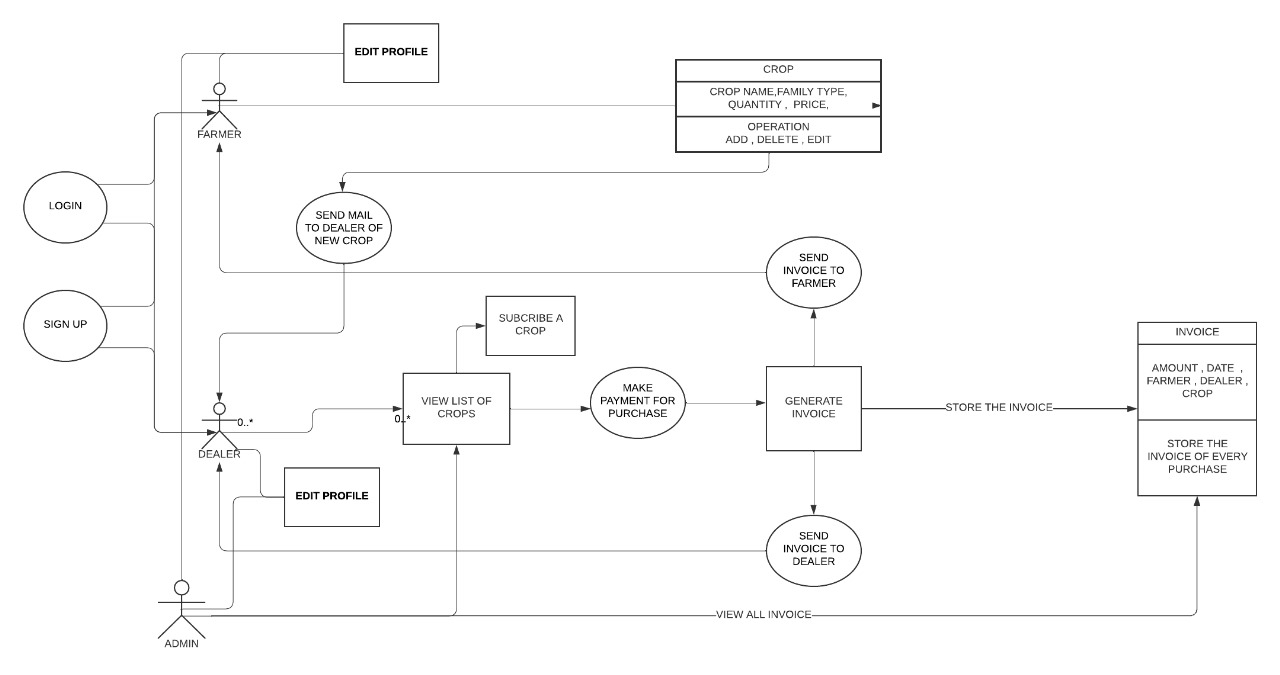 EDIT PROFILE
CROP
CROP NAME,FAMILY TYPE,
QUANTITY , PRICE,
OPERATION
ADD , DELETE , EDIT
FARMER
LOGIN
SEND MAIL
TO DEALER OF
NEW CROP
SEND
INVOICE TO
FARMER
SIGN UP
SUBCRIBE A
CROP
INVOICE
AMOUNT , DATE ,
FARMER , DEALER ,
CROP
MAKE
PAYMENT FOR
PURCHASE
VIEW LIST OF
CROPS
GENERATE
INVOICE
STORE THE INVOICE
0..*
0..*
DEALER
STORE THE
INVOICE OF EVERY
PURCHASE
EDIT PROFILE
SEND
INVOICE TO
DEALER
VIEW ALL INVOICE
ADMIN